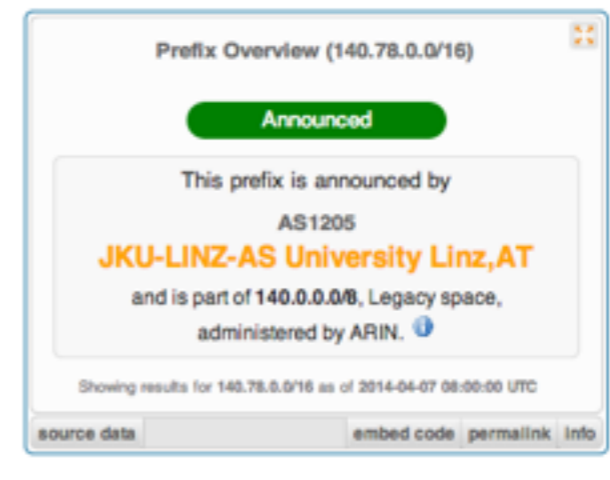 Prefix Overview (140.78.0.0/16)
Announced
This prefix is announced by
AS1205
JKU-LINZ-AS University Linz,AT
and is part of 140.0.0.0/8, Legacy space,
administered by ARIN.
Showing results for 140.78.0.0/16 as of 2014-04-07 08:00:00 UTC
source data embed code permalink info